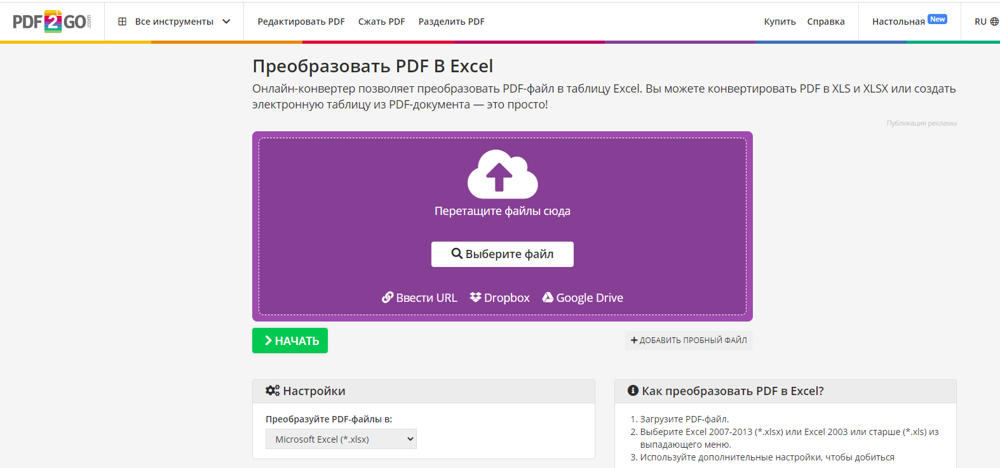 PDF2GO.com
Все инструменты
Редактировать PDF
Сжать PDF
Разделить PDF
Купить
Справка
Настольная New
RU
Преобразовать PDF В Excel
Онлайн-конвертер позволяет преобразовать PDF-файл в таблицу Excel. Вы можете конвертировать PDF в XLS и XLSX или создать
электронную таблицу из PDF-документа — это просто!
Публикация рекламы
Перетащите файлы сюда
Выберите файл
Ввести URL
Dropbox
Google Drive
НАЧАТЬ
ДОБАВИТЬ ПРОБНЫЙ ФАЙЛ
Настройки
Преобразуйте PDF-файлы в:
Microsoft Excel (*.xlsx)
Как преобразовать PDF в Excel?
1. Загрузите PDF-файл.
2. Выберите Excel 2007-2013 (*.xlsx) или Excel 2003 или старше (*.xls) из
выпадающего меню.
3. Используйте дополнительные настройки, чтобы добиться